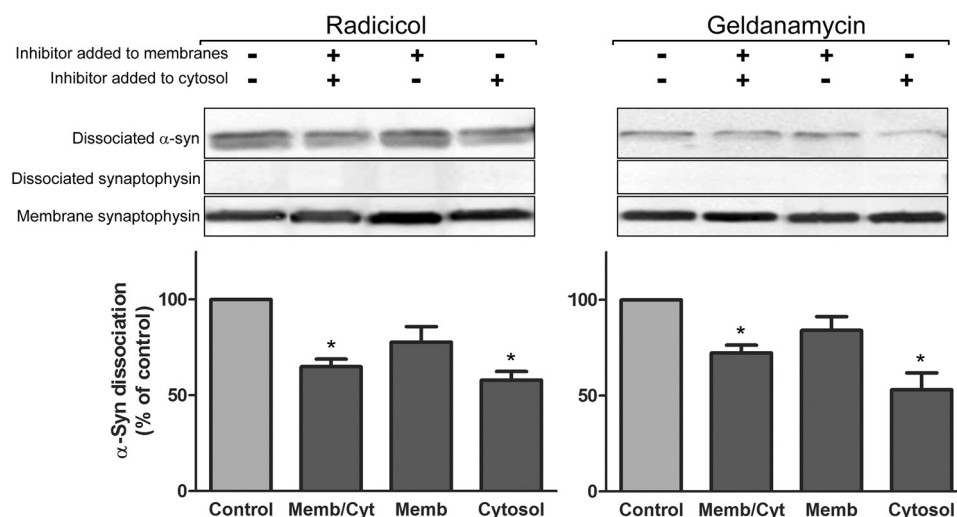 Radicicol Geldanamycin
Inhibitor added to membranes - + + - - + + -
Inhibitor added to cytosol - + - + - + - +
Dissociated α-syn
Dissociated synaptophysin
Membrane synaptophysin
α-Syn dissociation
(% of control)
100
50
0
* *
Control Memb/Cyt Memb Cytosol
100
50
0
* *
Control Memb/Cyt Memb Cytosol